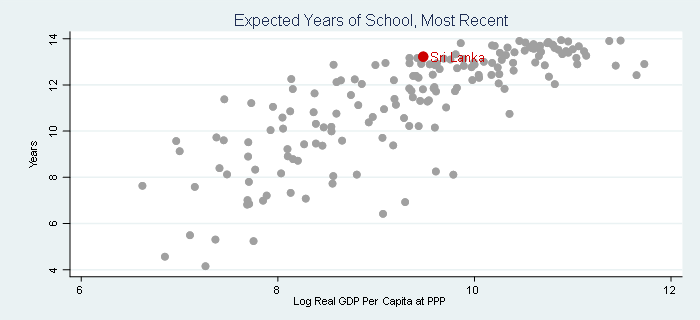 Expected Years of School, Most Recent
14
12
10
8
6
4
Years
Sri Lanka
6
8
10
12
Log Real GDP Per Capita at PPP